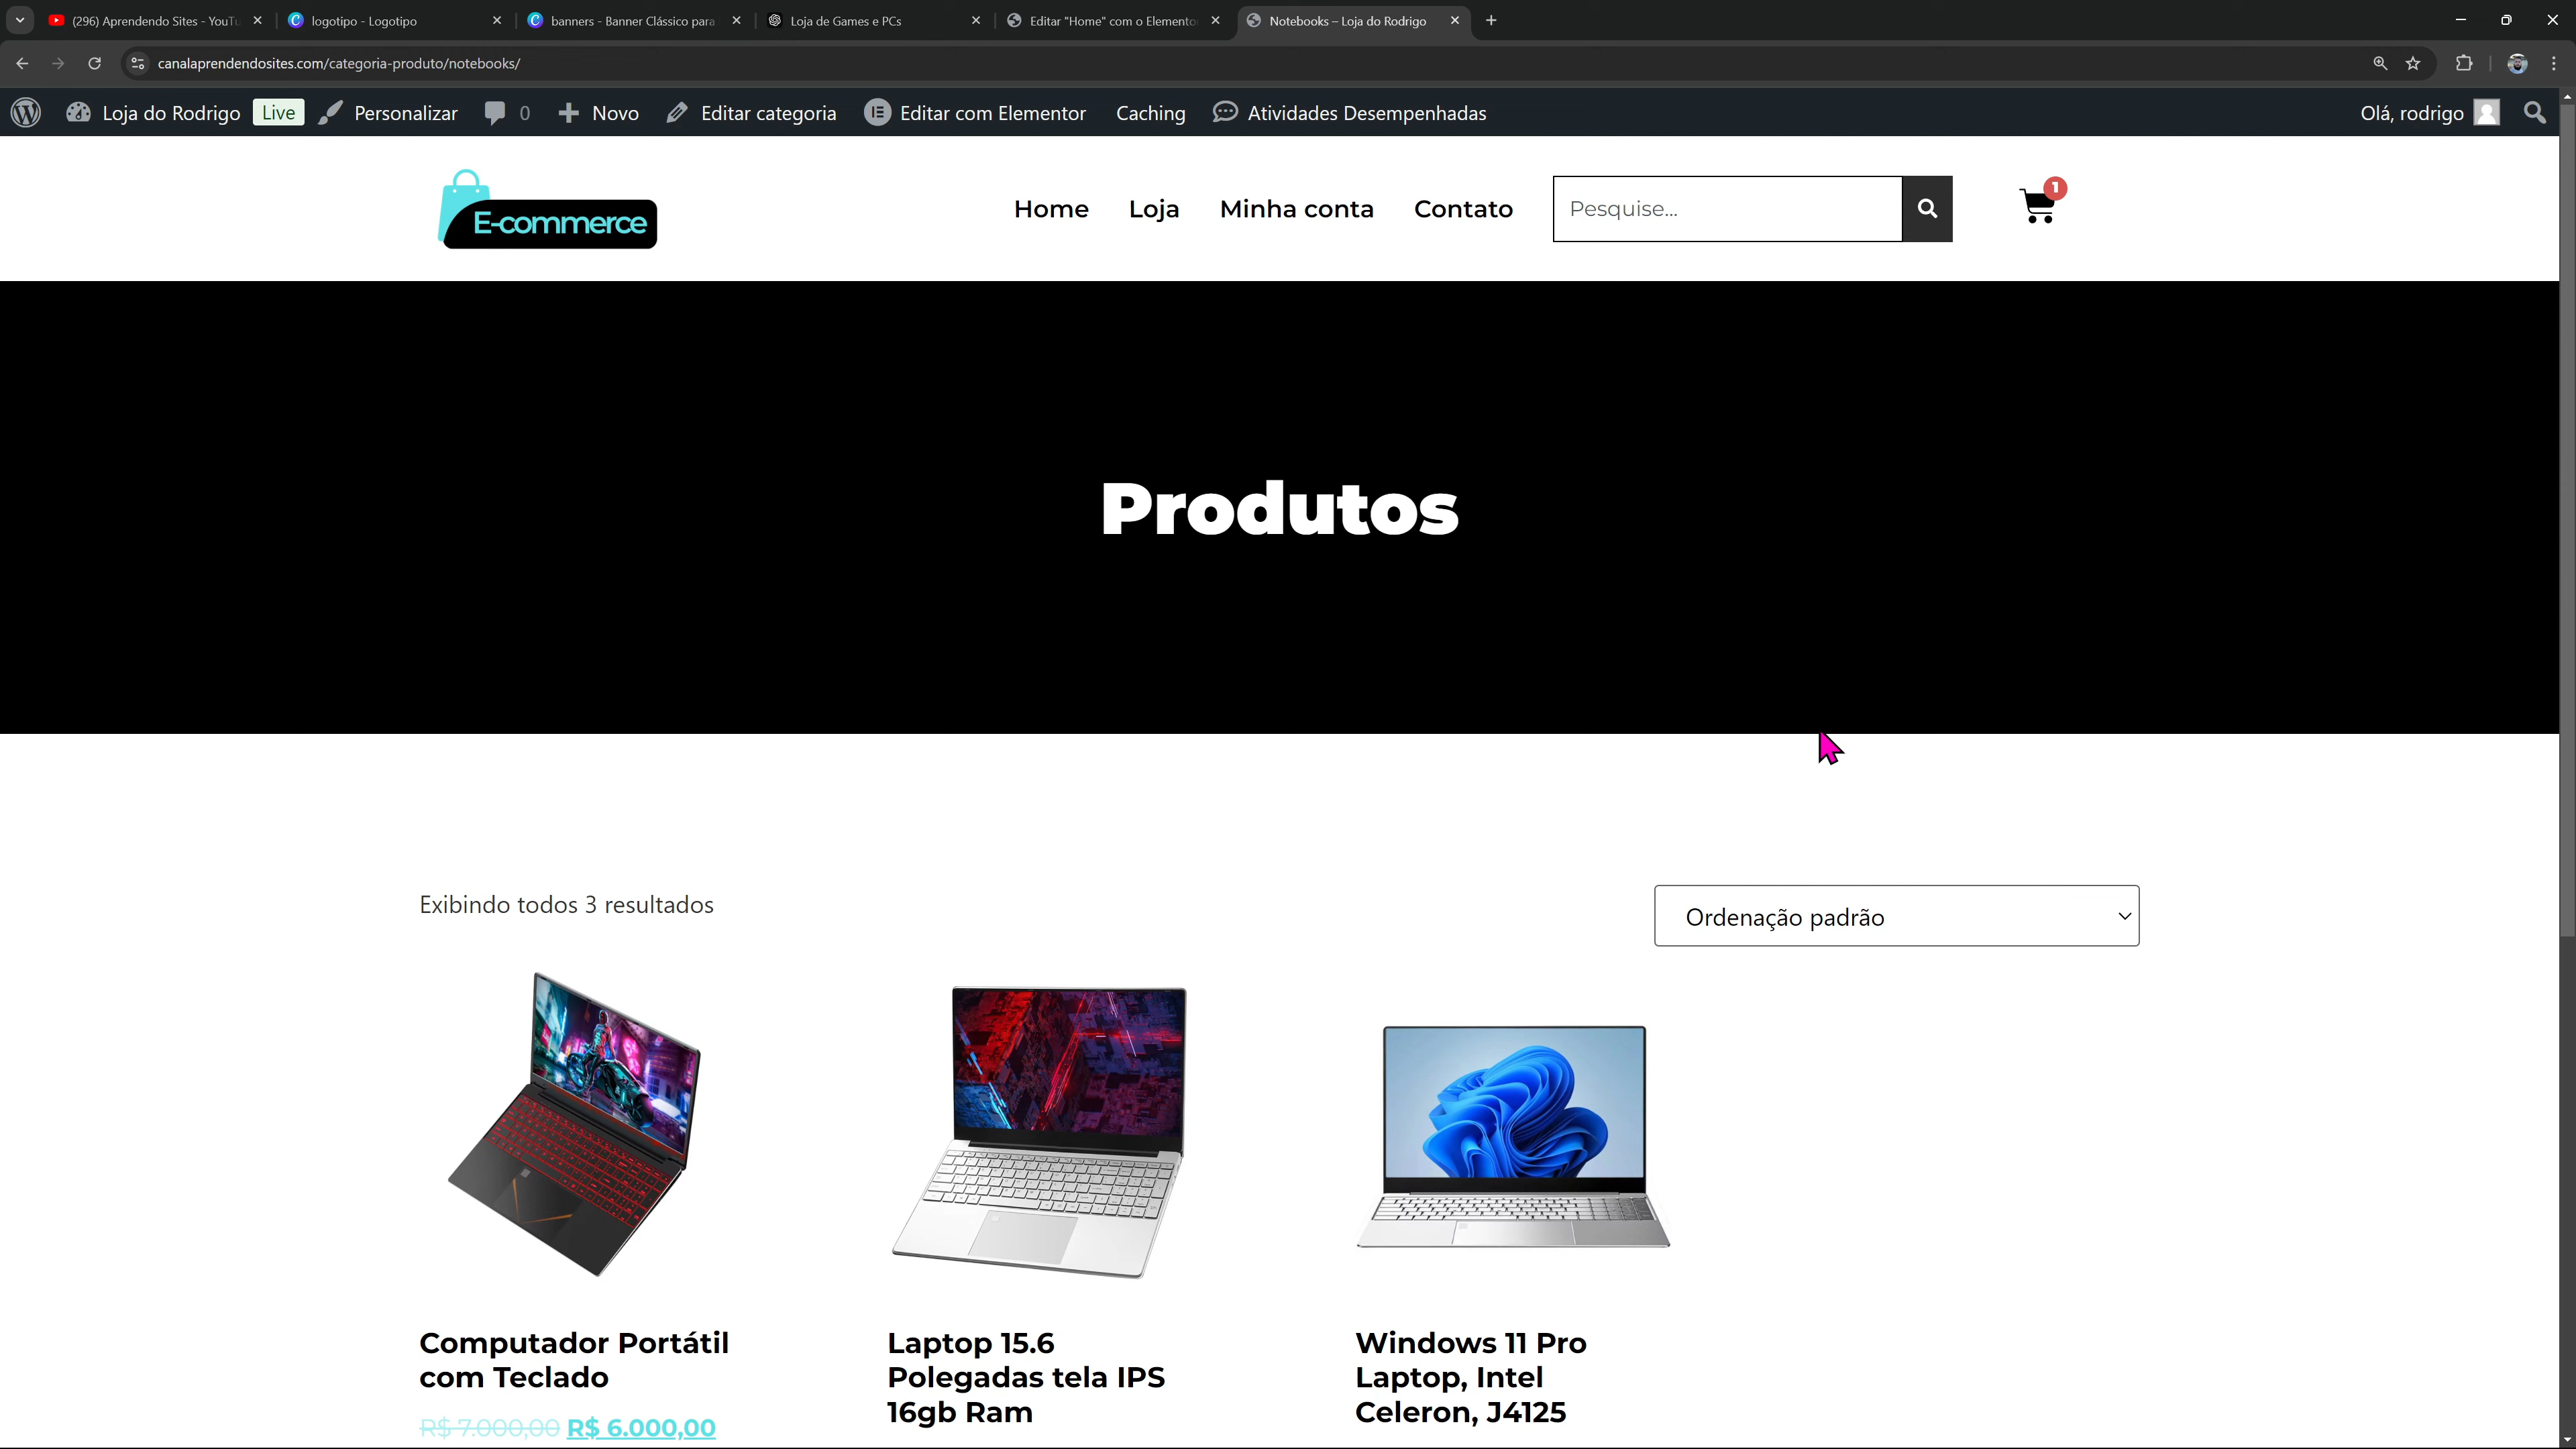 (296) Aprendendo Sites - YouTu
logotipo - Logotipo
banners - Banner Clássico para
Loja de Games e PCs
Editar "Home" com o Elemento
Notebooks – Loja do Rodrigo
canalaprendendosites.com/categoria-produto/notebooks/
Loja do Rodrigo
Live
Personalizar
0
Novo
Editar categoria
Editar com Elementor
Caching
Atividades Desempenhadas
Olá, rodrigo
E-commerce
Home
Loja
Minha conta
Contato
Pesquise...
1
Produtos
Exibindo todos 3 resultados
Ordenação padrão
Computador Portátil
com Teclado
R$ 7.000,00 R$ 6.000,00
Laptop 15.6
Polegadas tela IPS
16gb Ram
Windows 11 Pro
Laptop, Intel
Celeron, J4125